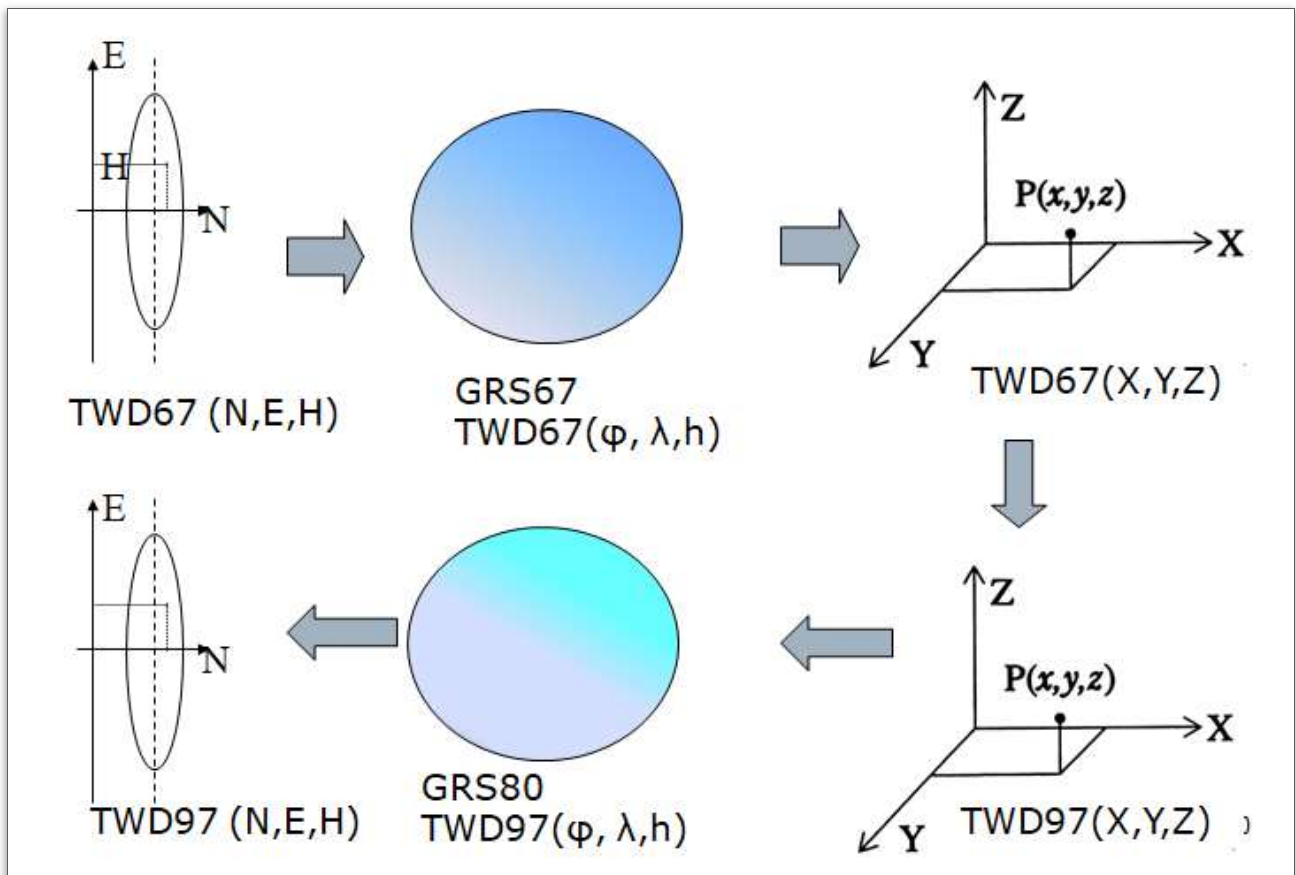 E
H
N
TWD67 (N,E,H)
GRS67
TWD67(φ, λ,h)
Z
P(x,y,z)
X
Y
TWD67(X,Y,Z)
E
N
TWD97 (N,E,H)
GRS80
TWD97(φ, λ,h)
Z
P(x,y,z)
X
Y
TWD97(X,Y,Z)